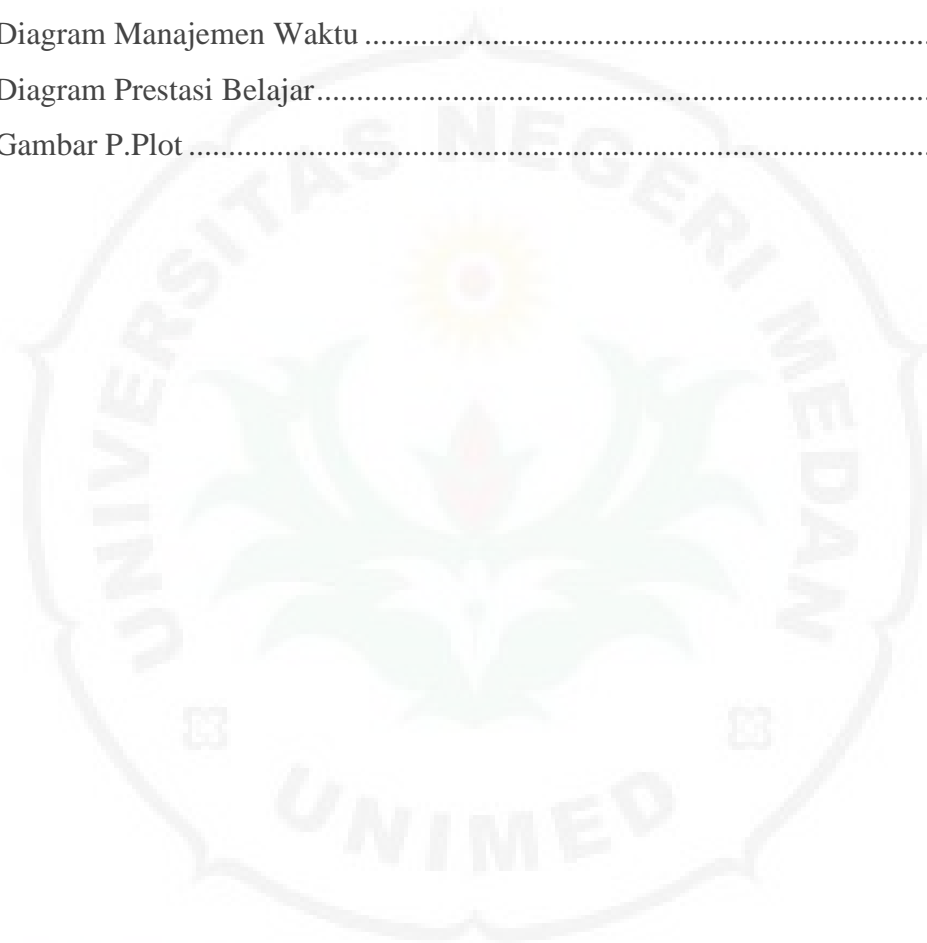 Diagram Manajemen Waktu ........................................................................
Diagram Prestasi Belajar..............................................................................
Gambar P.Plot ..............................................................................................
UNIVERSITAS NEGERI MEDAN
UNIMED